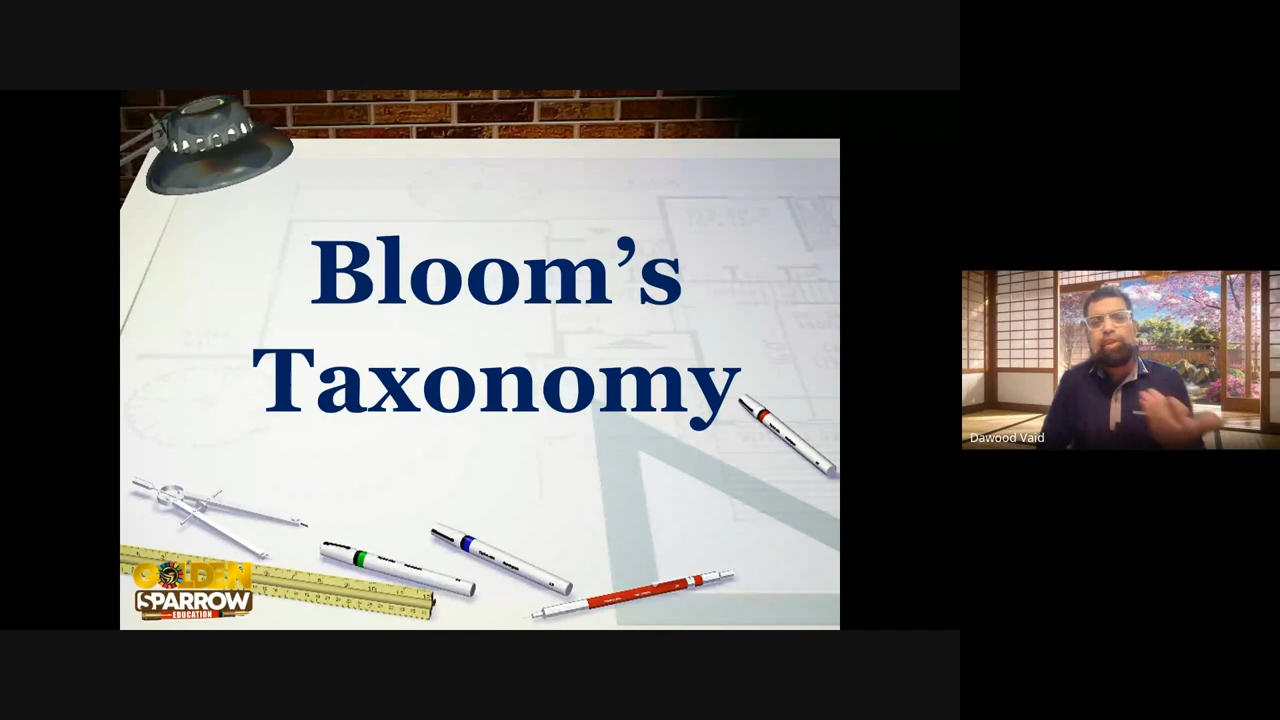 Bloom’s
Taxonomy
GOLDEN
SPARROW
EDUCATION
Dawood Vaid